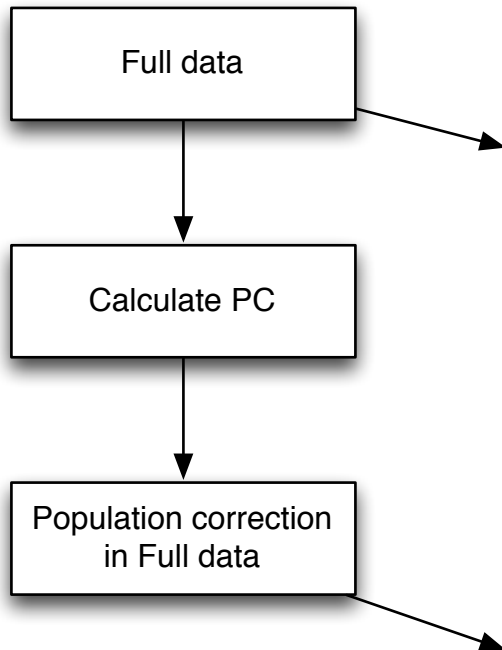 Full data
Calculate PC
Population correction
in Full data